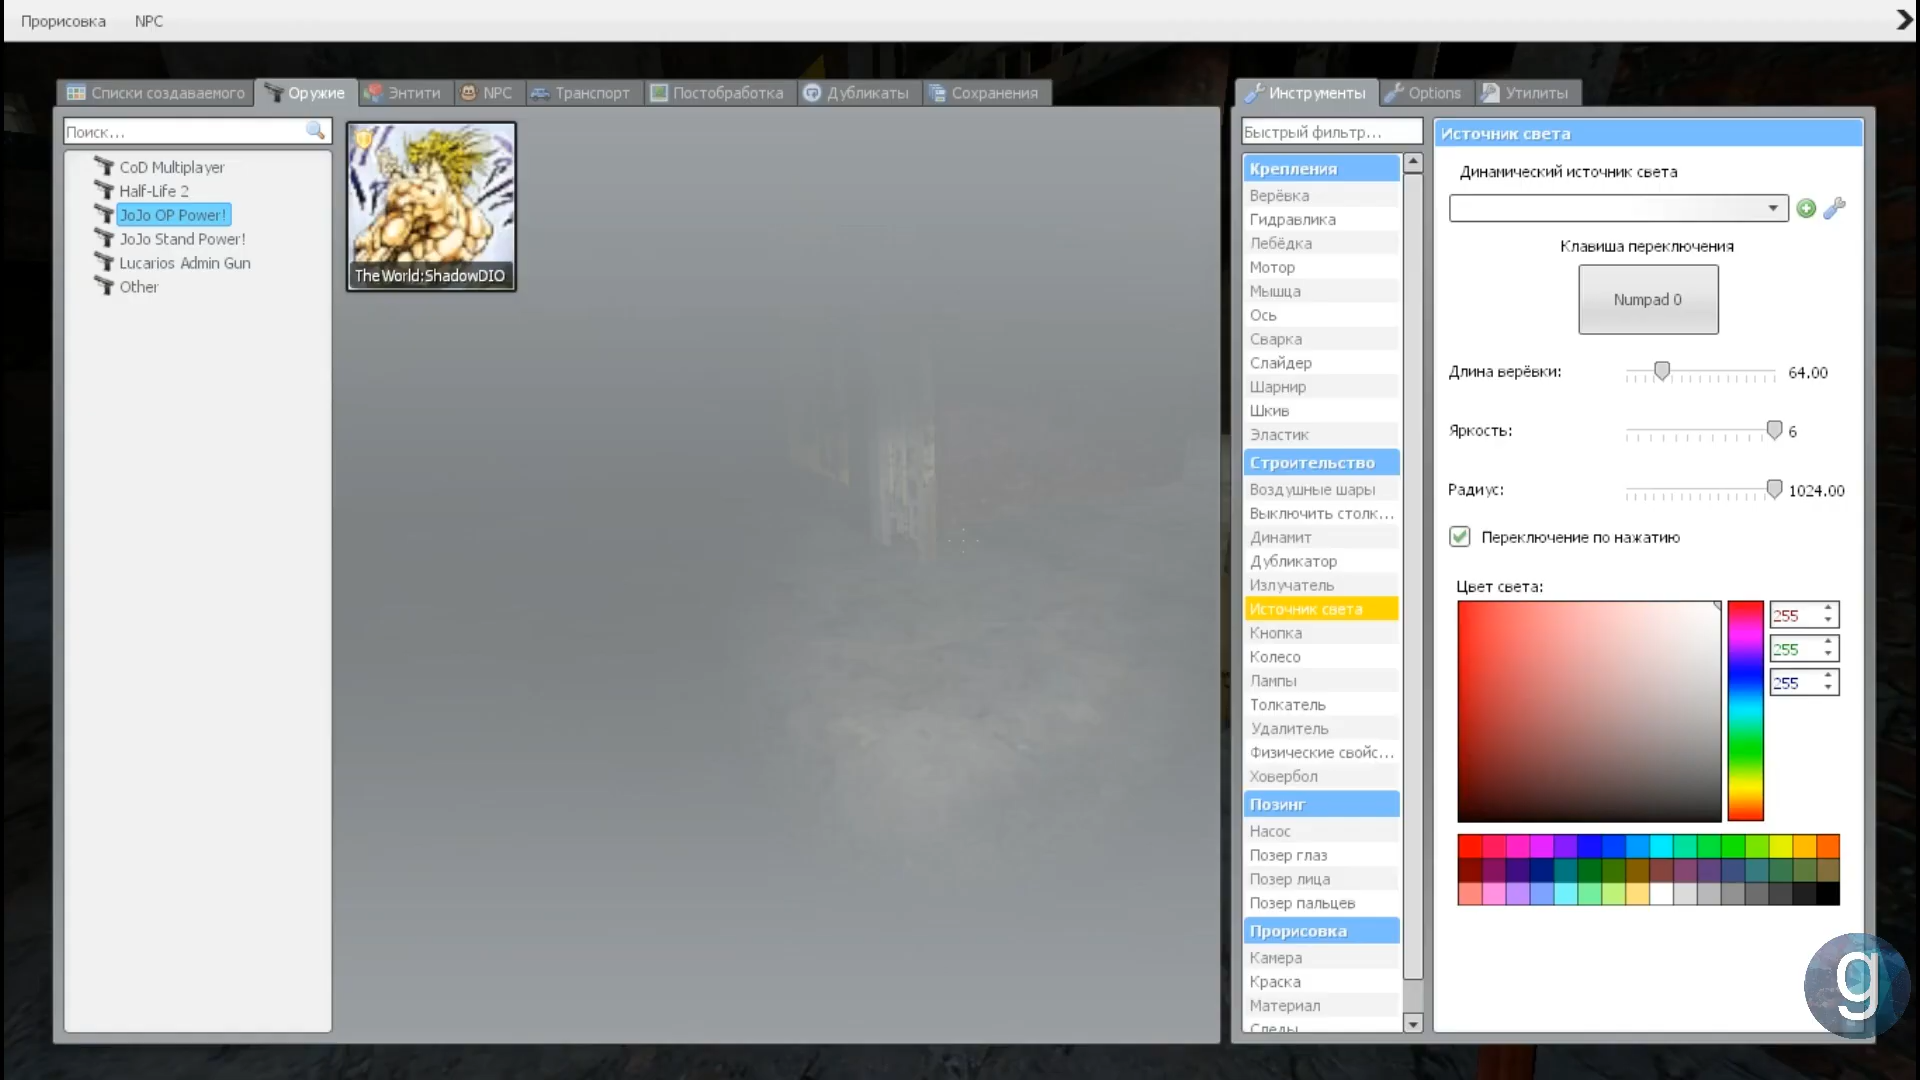 Прорисовка NPC
Списки создаваемого Оружие Энтити NPC Транспорт Постобработка Дубликаты Сохранения
Инструменты Options Утилиты
Поиск...
CoD Multiplayer
Half-Life 2
JoJo OP Power!
JoJo Stand Power!
Lucarios Admin Gun
Other
The World:ShadowDIO
Быстрый фильтр...
Крепления
Верёвка
Гидравлика
Лебёдка
Мотор
Мышца
Ось
Сварка
Слайдер
Шарнир
Шкив
Эластик
Строительство
Воздушные шары
Выключить столк...
Динамит
Дубликатор
Излучатель
Источник света
Кнопка
Колесо
Лампы
Толкатель
Удалитель
Физические свойс...
Ховербол
Позинг
Насос
Позер глаз
Позер лица
Позер пальцев
Прорисовка
Камера
Краска
Материал
Следы
Источник света
Динамический источник света
Клавиша переключения
Numpad 0
Длина верёвки: 64.00
Яркость: 6
Радиус: 1024.00
Переключение по нажатию
Цвет света:
255
255
255
g